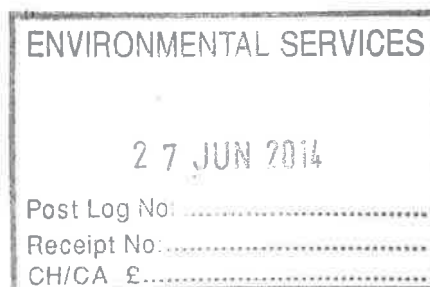 ENVIRONMENTAL SERVICES
27 JUN 2014
Post Log No: ..............................
Receipt No: ..............................
CH/CA £..............................